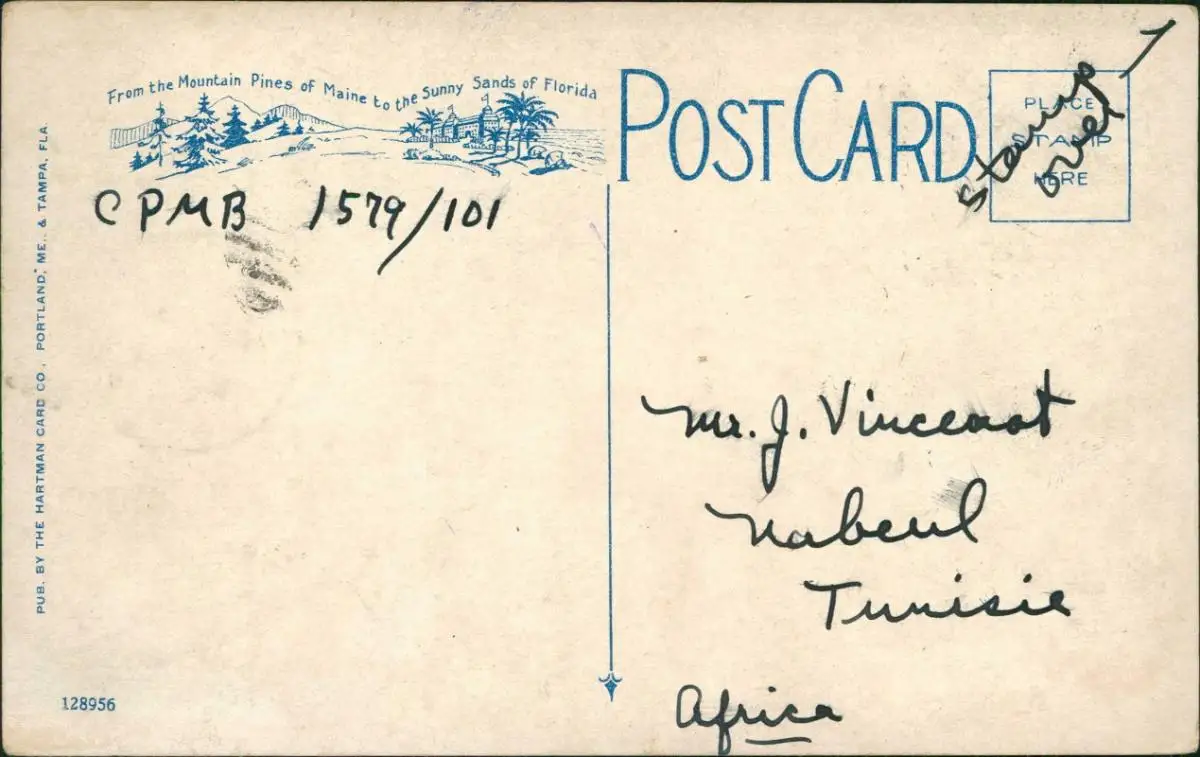 From the Mountain Pines of Maine to the Sunny Sands of Florida
POST CARD
PLACE
STAMP
HERE
Stamp
over
CPMB 1579/101
Mr. J. Vincenot
Nabeul
Tunisie
Africa
PUB. BY THE HARTMAN CARD CO., PORTLAND, ME., & TAMPA, FLA.
128956